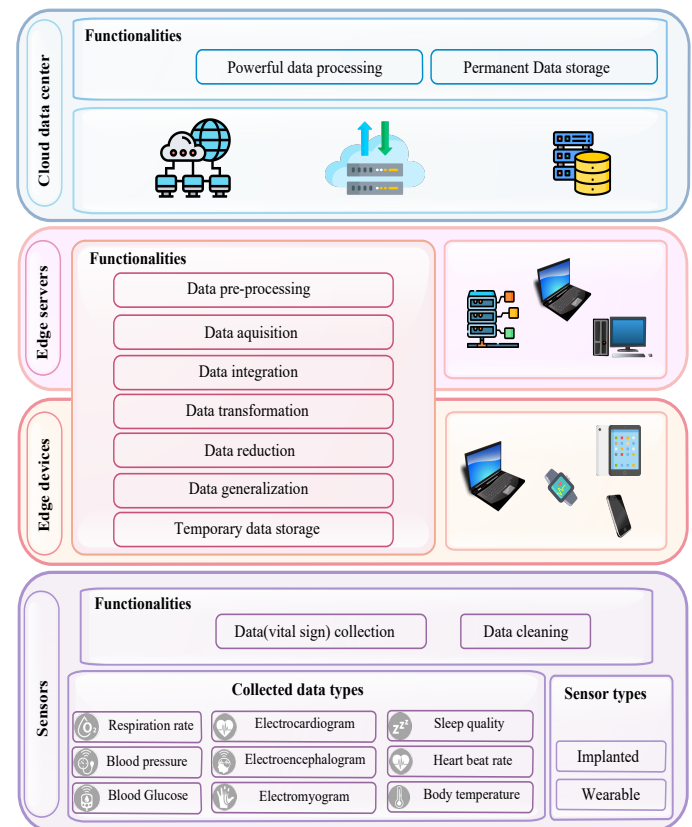 Cloud data center
Functionalities
Powerful data processing
Permanent Data storage
Edge servers
Functionalities
Data pre-processing
Data aquisition
Data integration
Data transformation
Data reduction
Data generalization
Temporary data storage
Edge devices
Sensors
Functionalities
Data(vital sign) collection
Data cleaning
Collected data types
O2 Respiration rate
Electrocardiogram
zzz Sleep quality
Blood pressure
Electroencephalogram
Heart beat rate
Blood Glucose
Electromyogram
Body temperature
Sensor types
Implanted
Wearable